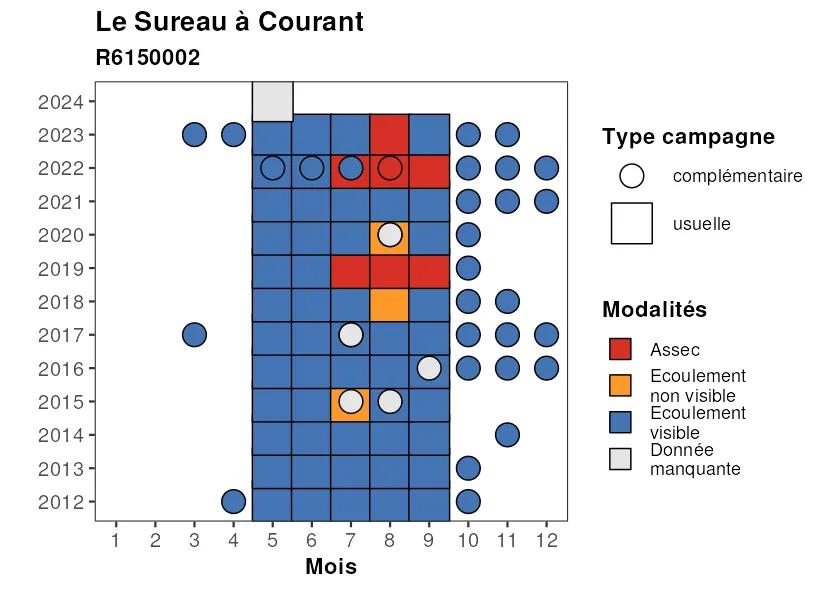 Le Sureau à Courant
R6150002
2024
2023
2022
2021
2020
2019
2018
2017
2016
2015
2014
2013
2012
1 2 3 4 5 6 7 8 9 10 11 12
Mois
Type campagne
complémentaire
usuelle
Modalités
Assec
Ecoulement
non visible
Ecoulement
visible
Donnée
manquante